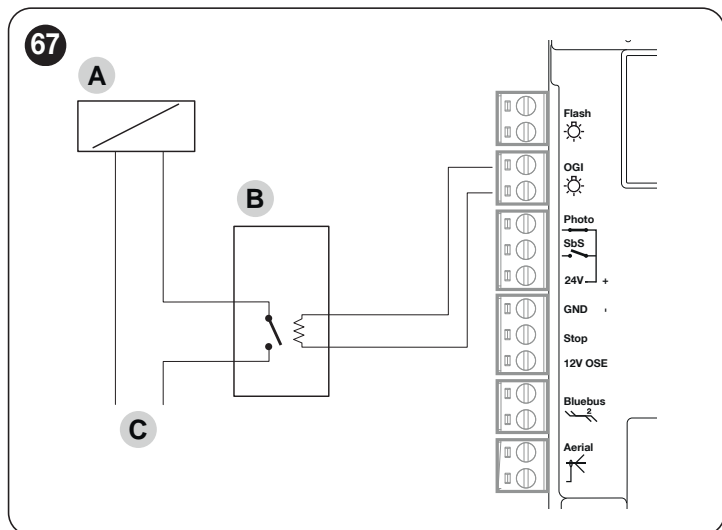 67
A
B
C
Flash
OGI
Photo
SbS
24V +
GND -
Stop
12V OSE
Bluebus
2
Aerial